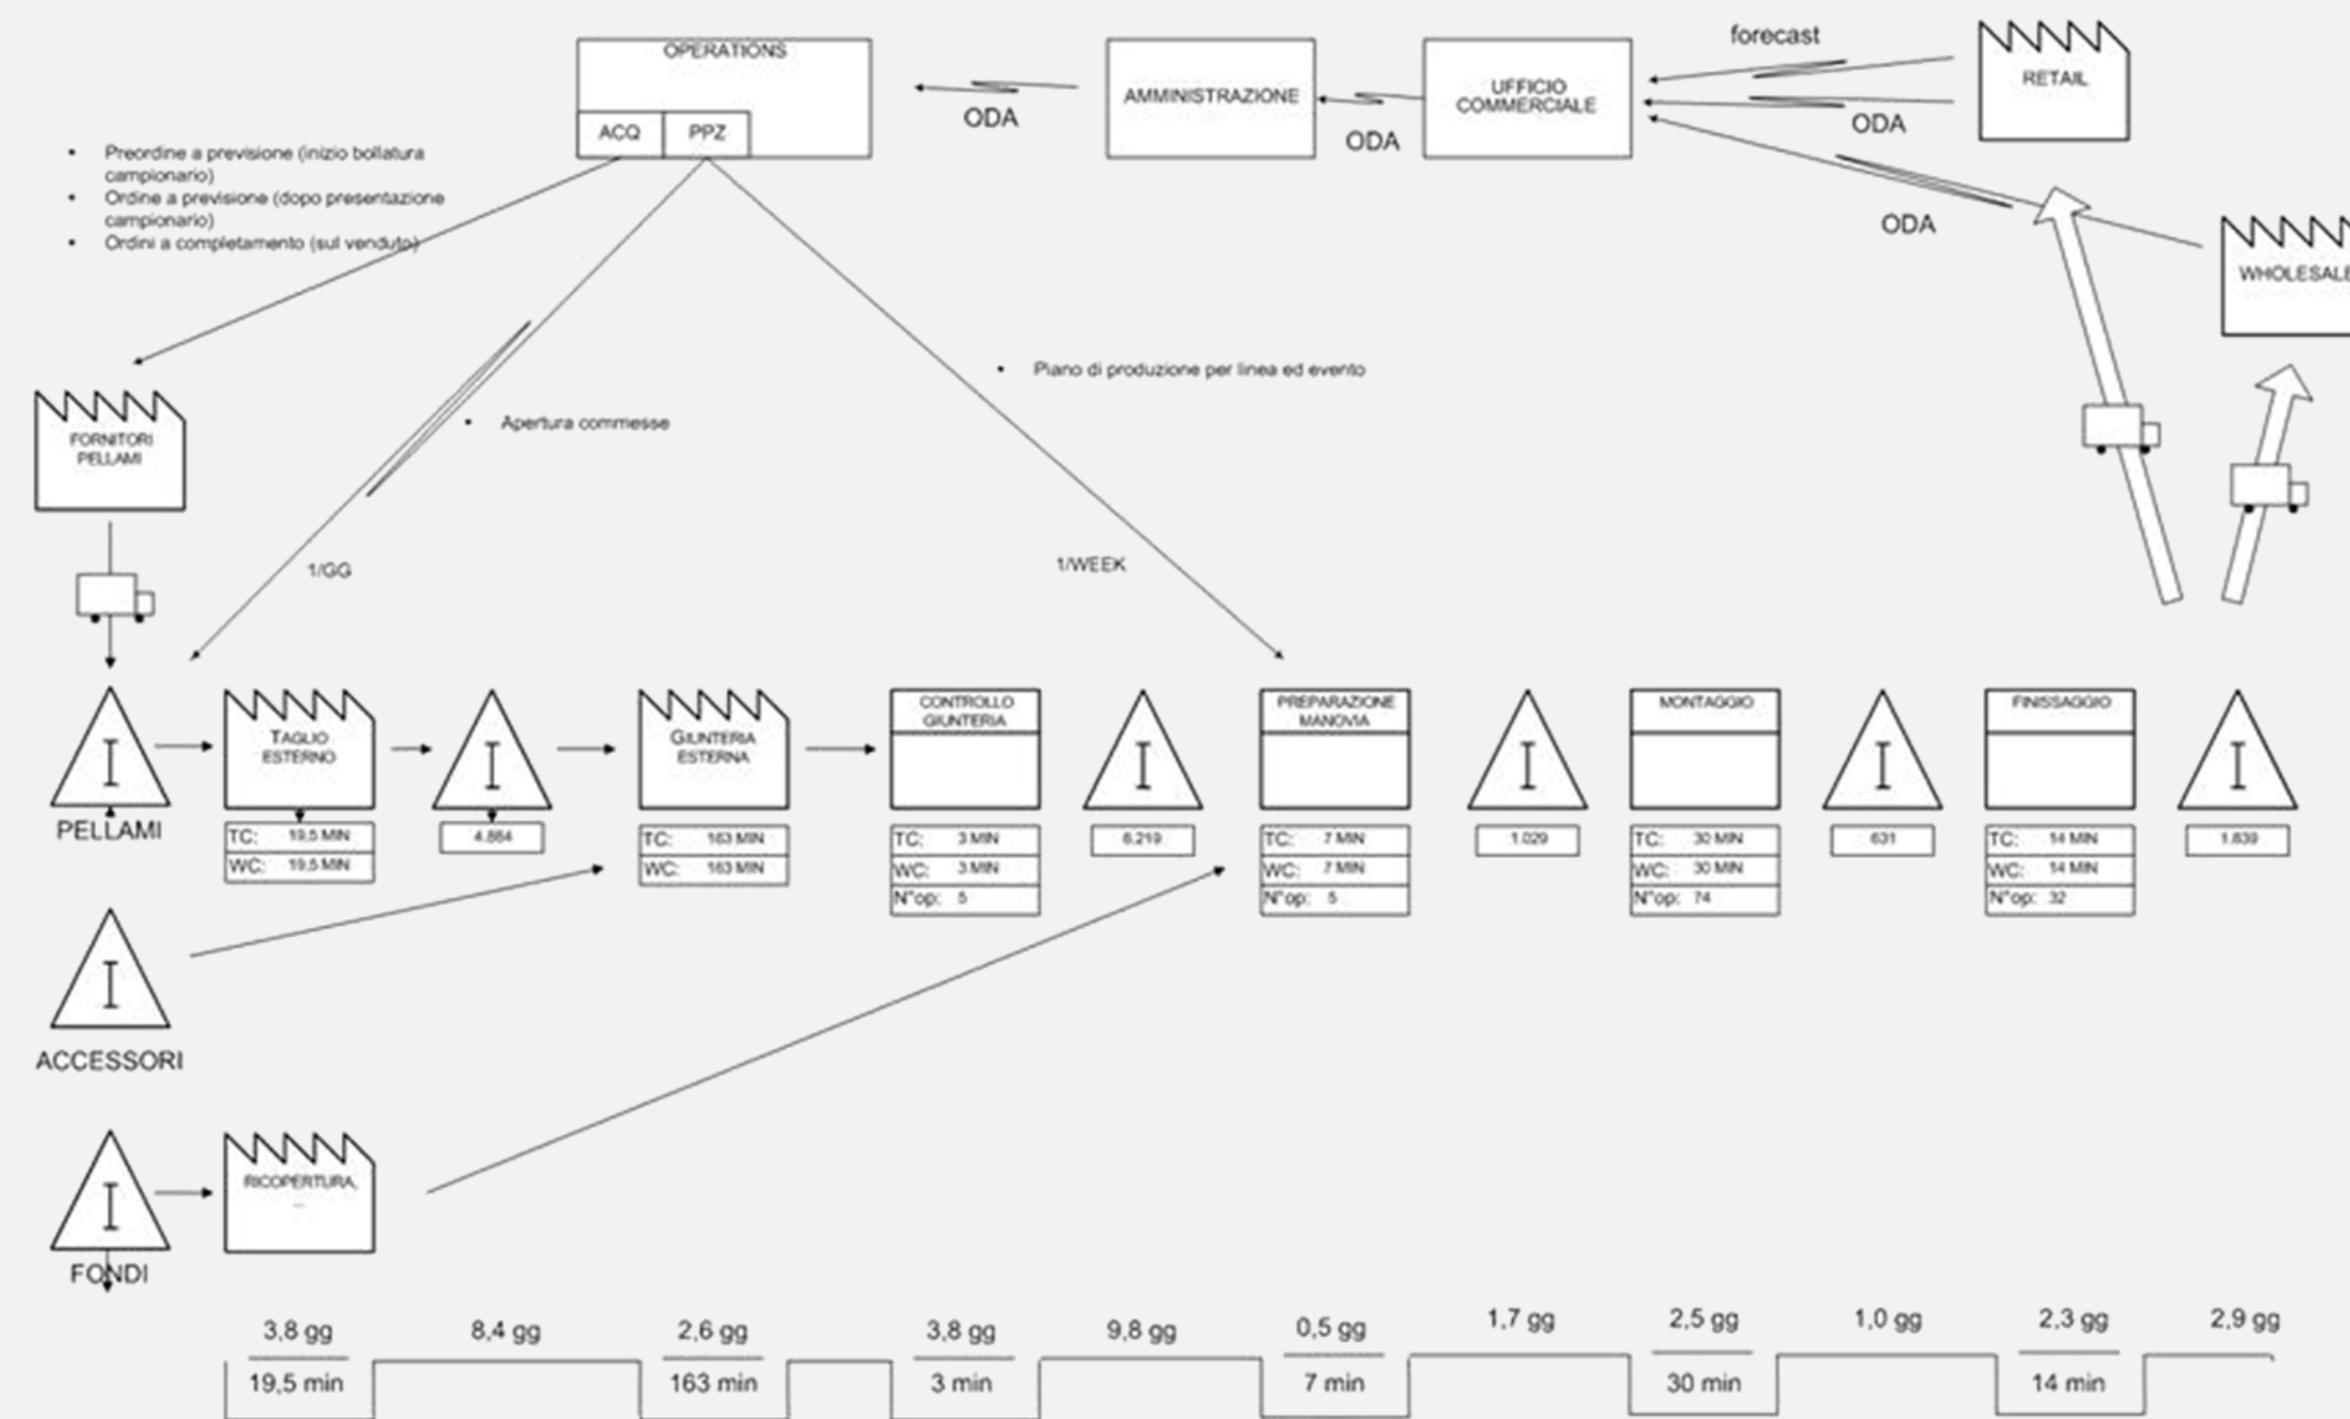 OPERATIONS
ACQ
PPZ
ODA
AMMINISTRAZIONE
ODA
UFFICIO
COMMERCIALE
forecast
ODA
RETAIL
ODA
WHOLESALE
• Preordine a previsione (inizio bollatura
campionario)
• Ordine a previsione (dopo presentazione
campionario)
• Ordini a completamento (sul venduto)
• Piano di produzione per linea ed evento
• Apertura commesse
FORNITORI
PELLAMI
1/GG
1/WEEK
I
PELLAMI
TAGLIO
ESTERNO
TC: 19,5 MIN
WC: 19,5 MIN
I
4.884
GIUNTERIA
ESTERNA
TC: 163 MIN
WC: 163 MIN
CONTROLLO
GIUNTERIA
TC: 3 MIN
WC: 3 MIN
N°op: 5
I
6.219
PREPARAZIONE
MANOVIA
TC: 7 MIN
WC: 7 MIN
N°op: 5
I
1.029
MONTAGGIO
TC: 30 MIN
WC: 30 MIN
N°op: 74
I
631
FINISSAGGIO
TC: 14 MIN
WC: 14 MIN
N°op: 32
I
1.839
I
ACCESSORI
I
FONDI
RICOPERTURA,
...
3,8 gg
8,4 gg
2,6 gg
3,8 gg
9,8 gg
0,5 gg
1,7 gg
2,5 gg
1,0 gg
2,3 gg
2,9 gg
19,5 min
163 min
3 min
7 min
30 min
14 min